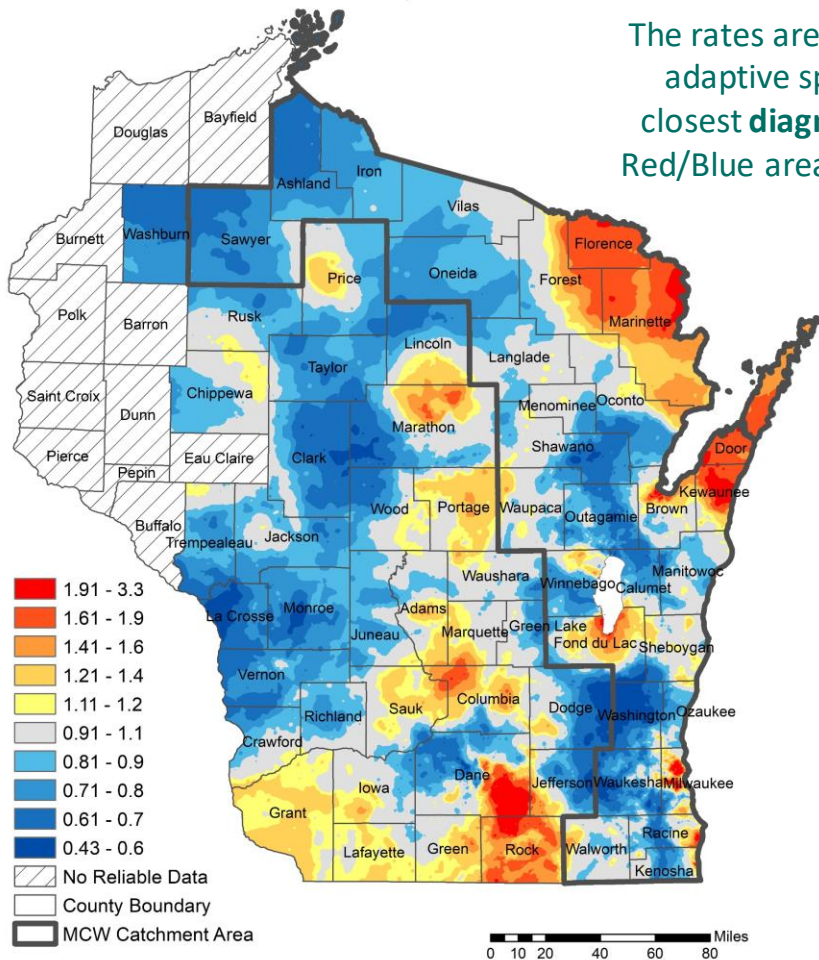 The rates are
adaptive sp
closest diagn
Red/Blue area
Douglas
Bayfield
Ashland
Iron
Vilas
Burnett
Washburn
Sawyer
Price
Oneida
Forest
Florence
Marinette
Polk
Barron
Rusk
Lincoln
Langlade
Taylor
Saint Croix
Chippewa
Dunn
Menominee
Oconto
Marathon
Shawano
Pierce
Pepin
Eau Claire
Clark
Door
Kewaunee
Buffalo
Wood
Portage
Waupaca
Brown
Outagamie
Trempealeau
Jackson
Waushara
Winnebago
Calumet
Manitowoc
La Crosse
Monroe
Adams
Juneau
Marquette
Green Lake
Fond du Lac
Sheboygan
Vernon
Richland
Sauk
Columbia
Dodge
Washington
Ozaukee
Crawford
Dane
Jefferson
Waukesha
Milwaukee
Iowa
Grant
Lafayette
Green
Rock
Walworth
Racine
Kenosha
1.91 - 3.3
1.61 - 1.9
1.41 - 1.6
1.21 - 1.4
1.11 - 1.2
0.91 - 1.1
0.81 - 0.9
0.71 - 0.8
0.61 - 0.7
0.43 - 0.6
No Reliable Data
County Boundary
MCW Catchment Area
Miles
0 10 20 40 60 80